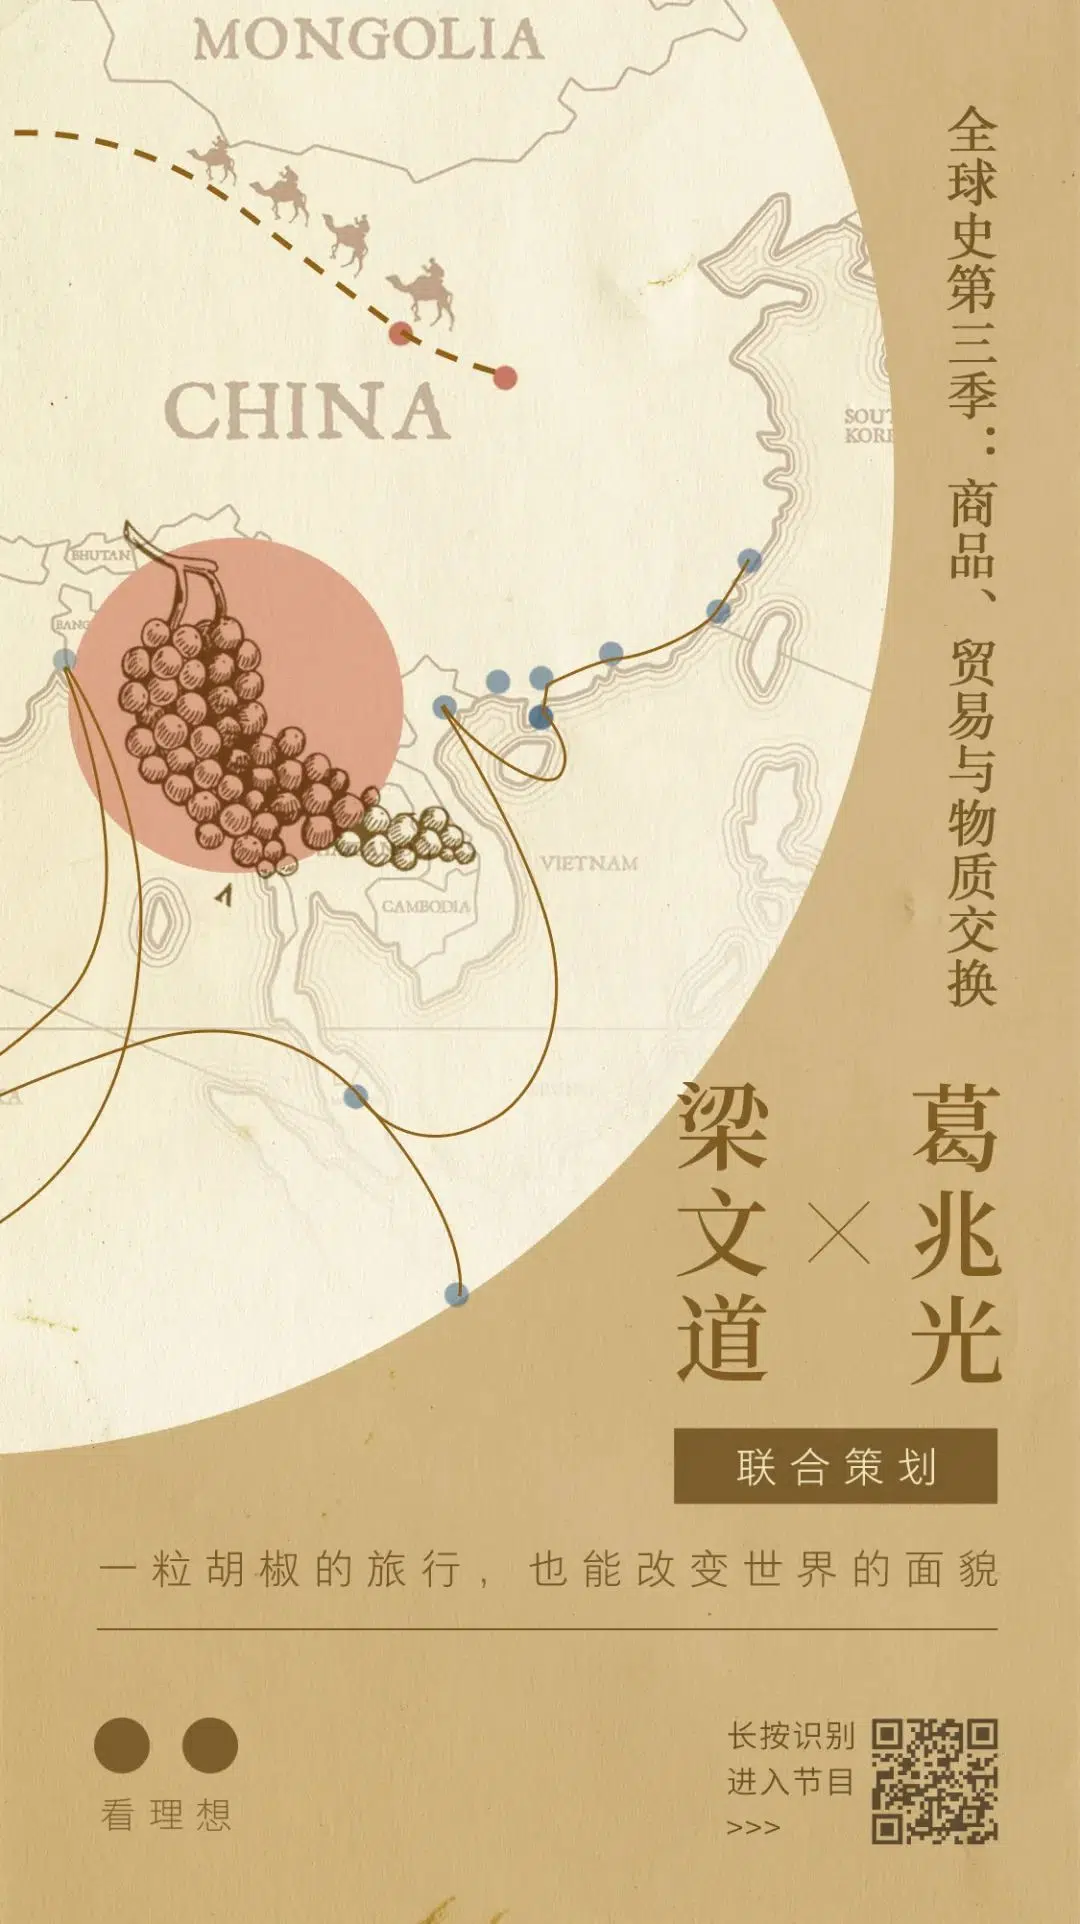 MONGOLIA
CHINA
BHUTAN
VIETNAM
CAMBODIA
全球史第三季：商品、贸易与物质交换
葛兆光
×
梁文道
联合策划
一粒胡椒的旅行，也能改变世界的面貌
看理想
长按识别
进入节目
>>>